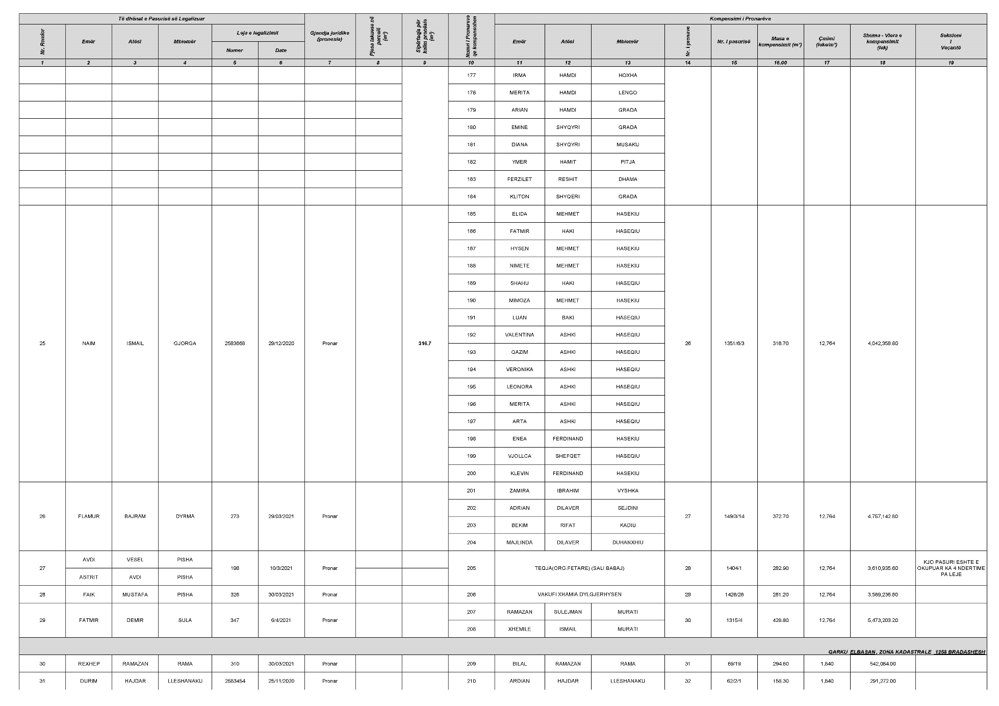 Të dhënat e Pasurisë së Legalizuar
Kompensimi i Pronarëve
Nr. Rendor
Emër
Atësi
Mbiemër
Leja e legalizimit
Numer
Date
Gjendja juridike
(pronesia)
Pjesa takuese në
parcelë
(m²)
Sipërfaqja për
kalim pronësie
(m²)
Numri i Pronareve
qe kompensohen
Emër
Atësi
Mbiemër
Nr. i pronave
Nr. i pasurisë
Masa e
kompensimit (m²)
Çmimi
(leke/m²)
Shuma - Vlera e
kompensimit
(lek)
Seksioni
i
Veçantë
1 2 3 4 5 6 7 8 9 10 11 12 13 14 15 16.00 17 18 19
177 IRMA HAMDI HOXHA
178 MERITA HAMDI LENGO
179 ARIAN HAMDI GRADA
180 EMINE SHYQYRI GRADA
181 DIANA SHYQYRI MUSAKU
182 YMER HAMIT PITJA
183 FERZILET RESHIT DHAMA
184 KLITON SHYQERI GRADA
185 ELIDA MEHMET HASEKIU
186 FATMIR HAKI HASEQIU
187 HYSEN MEHMET HASEKIU
188 NIMETE MEHMET HASEKIU
189 SHAHU HAKI HASEQIU
190 MIMOZA MEHMET HASEKIU
191 LUAN BAKI HASEQIU
192 VALENTINA ASHKI HASEQIU
25 NAIM ISMAIL GJORGA 2583668 29/12/2020 Pronar 316.7 26 1351/6/3 316.70 12,764 4,042,358.80
193 QAZIM ASHKI HASEQIU
194 VERONIKA ASHKI HASEQIU
195 LEONORA ASHKI HASEQIU
196 MERITA ASHKI HASEQIU
197 ARTA ASHKI HASEQIU
198 ENEA FERDINAND HASEKIU
199 VJOLLCA SHEFQET HASEQIU
200 KLEVIN FERDINAND HASEKIU
201 ZAMIRA IBRAHIM VYSHKA
202 ADRIAN DILAVER SEJDINI
26 FLAMUR BAJRAM DYRMA 273 29/03/2021 Pronar 27 149/3/14 372.70 12,764 4,757,142.80
203 BEKIM RIFAT KADIU
204 MAJLINDA DILAVER DUHANXHIU
AVDI VESEL PISHA
27 198 10/3/2021 Pronar 205 TEQJA(ORG.FETARE) (SALI BABAJ) 28 1404/1 282.90 12,764 3,610,935.60
KJO PASURI ESHTE E
OKUPUAR KA 4 NDERTIME
PA LEJE
ASTRIT AVDI PISHA
28 FAIK MUSTAFA PISHA 326 30/03/2021 Pronar 206 VAKUFI XHAMIA DYLGJERHYSEN 29 1426/28 281.20 12,764 3,589,236.80
207 RAMAZAN SULEJMAN MURATI
29 FATMIR DEMIR SULA 347 6/4/2021 Pronar 30 1315/4 428.80 12,764 5,473,203.20
208 XHEMILE ISMAIL MURATI
QARKU ELBASAN, ZONA KADASTRALE 1258 BRADASHESH
30 REXHEP RAMAZAN RAMA 310 30/03/2021 Pronar 209 BILAL RAMAZAN RAMA 31 69/19 294.60 1,840 542,064.00
31 DURIM HAJDAR LLESHANAKU 2583454 25/11/2020 Pronar 210 ARDIAN HAJDAR LLESHANAKU 32 62/2/1 158.30 1,840 291,272.00